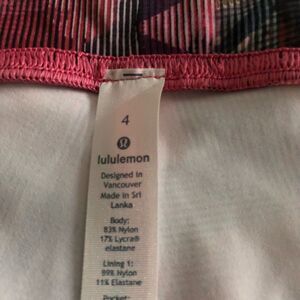 4
lululemon
Designed in
Vancouver
Made in Sri
Lanka
Body:
83% Nylon
17% Lycra®
elastane
Lining 1:
89% Nylon
11% Elastane
Pocket: